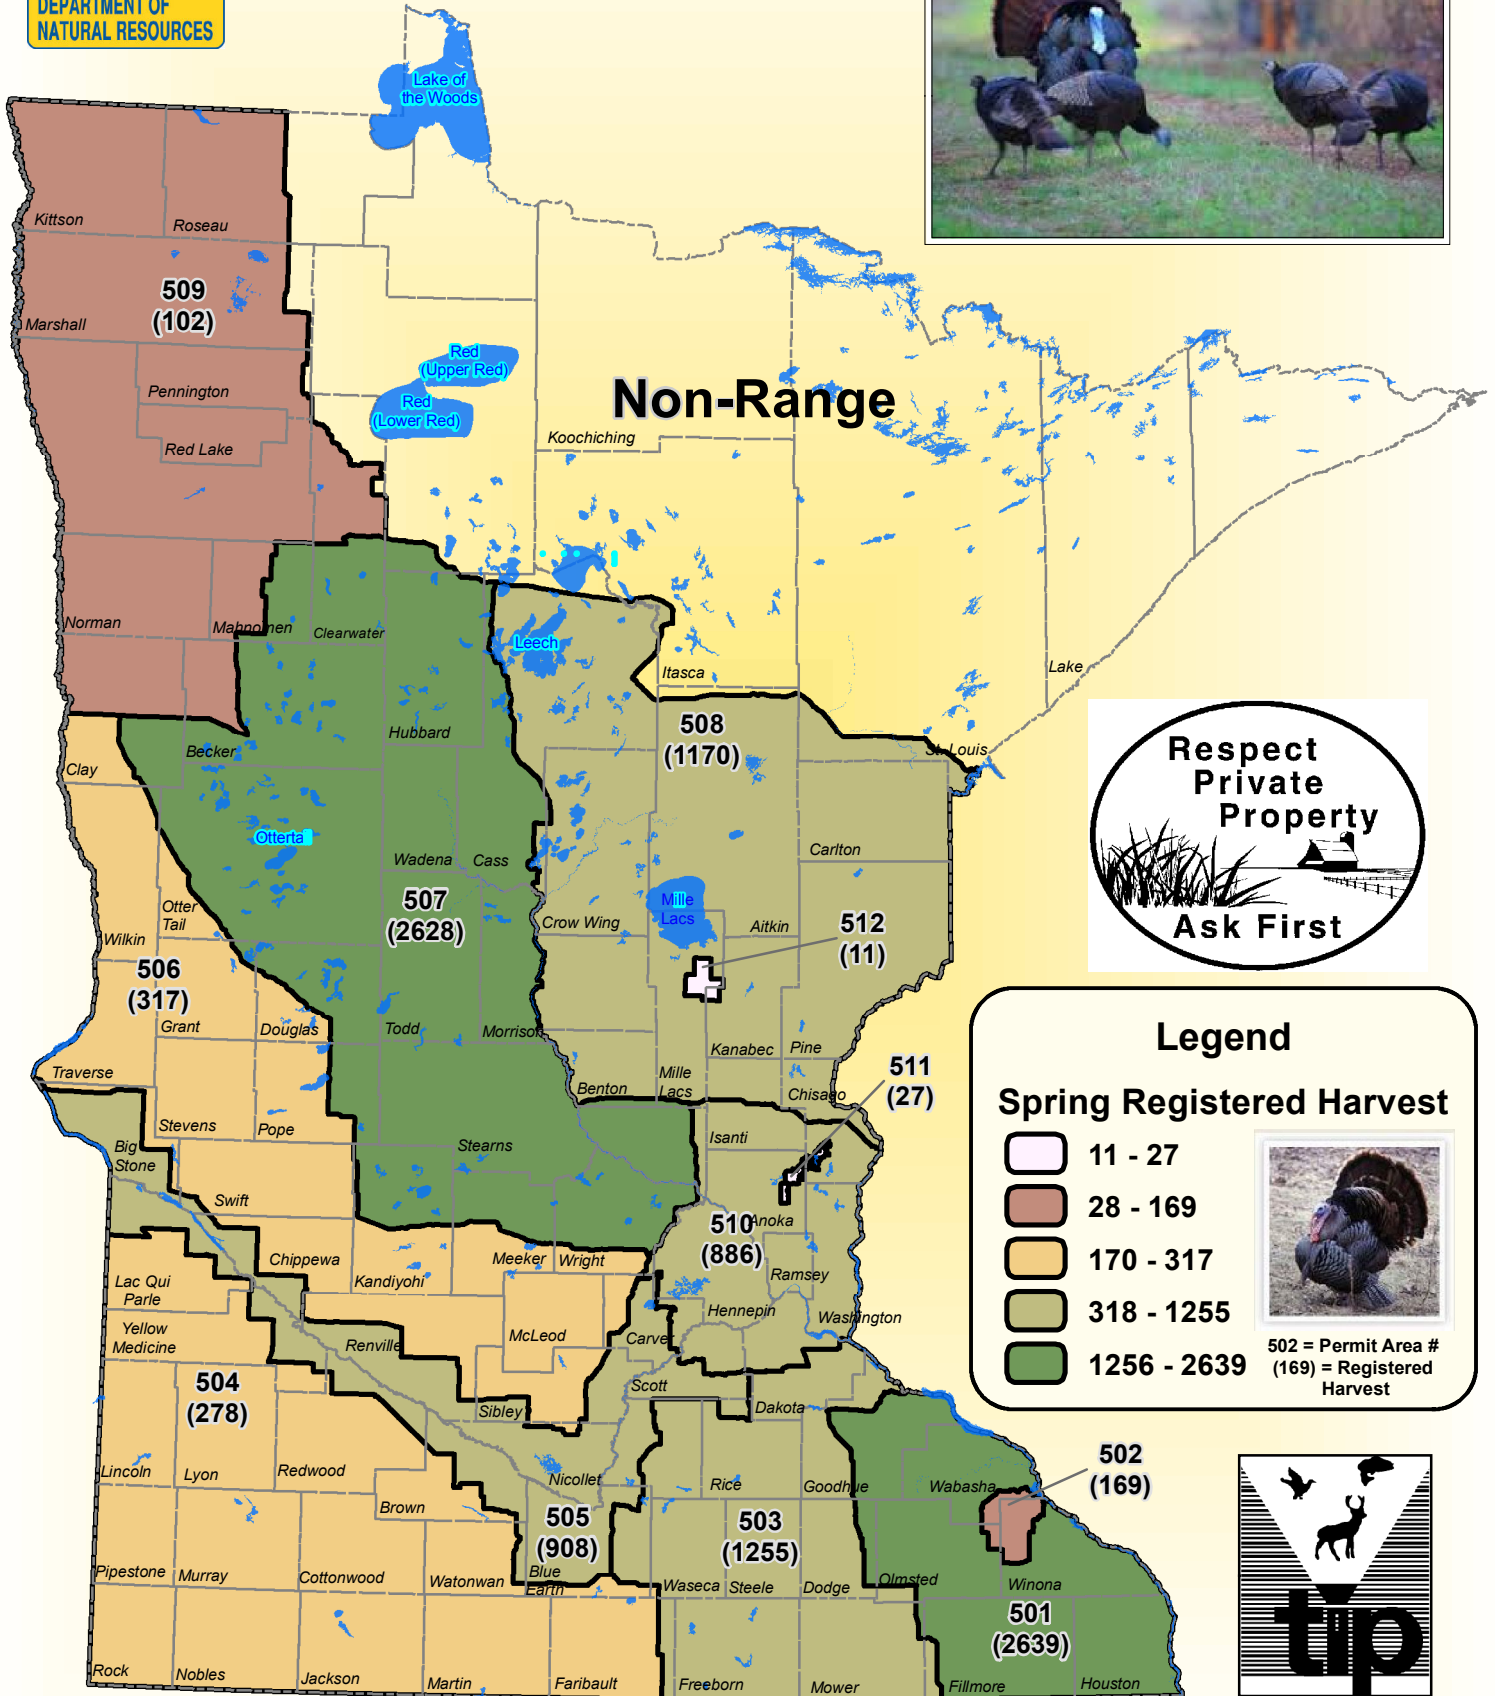 DEPARTMENT OF
NATURAL RESOURCES
Lake of
the Woods
Kittson
Roseau
509
(102)
Marshall
Red
(Upper Red)
Pennington
Red
(Lower Red)
Non-Range
Koochiching
Red Lake
Norman
Mahnomen
Clearwater
Leech
Itasca
Lake
Hubbard
508
(1170)
Becker
St. Louis
Clay
Respect
Private
Property
Ask First
Otterta
Wadena
Cass
Carlton
507
(2628)
Mille
Lacs
Otter
Tail
Crow Wing
Aitkin
512
(11)
Wilkin
506
(317)
Grant
Douglas
Todd
Morrison
Kanabec
Pine
Traverse
Benton
Mille
Lacs
Chisago
511
(27)
Legend
Spring Registered Harvest
11 - 27
28 - 169
170 - 317
318 - 1255
1256 - 2639
502 = Permit Area #
(169) = Registered
Harvest
Stevens
Pope
Big
Stone
Stearns
Isanti
Swift
510
(886)
Anoka
Chippewa
Kandiyohi
Meeker
Wright
Ramsey
Lac Qui
Parle
Hennepin
Washington
Yellow
Medicine
Renville
McLeod
Carver
504
(278)
Scott
Sibley
Dakota
Lincoln
Lyon
Redwood
Nicollet
Rice
Goodhue
Wabasha
502
(169)
Brown
505
(908)
503
(1255)
Pipestone
Murray
Cottonwood
Watonwan
Blue
Earth
Waseca
Steele
Dodge
Olmsted
Winona
501
(2639)
Rock
Nobles
Jackson
Martin
Faribault
Freeborn
Mower
Fillmore
Houston
tip